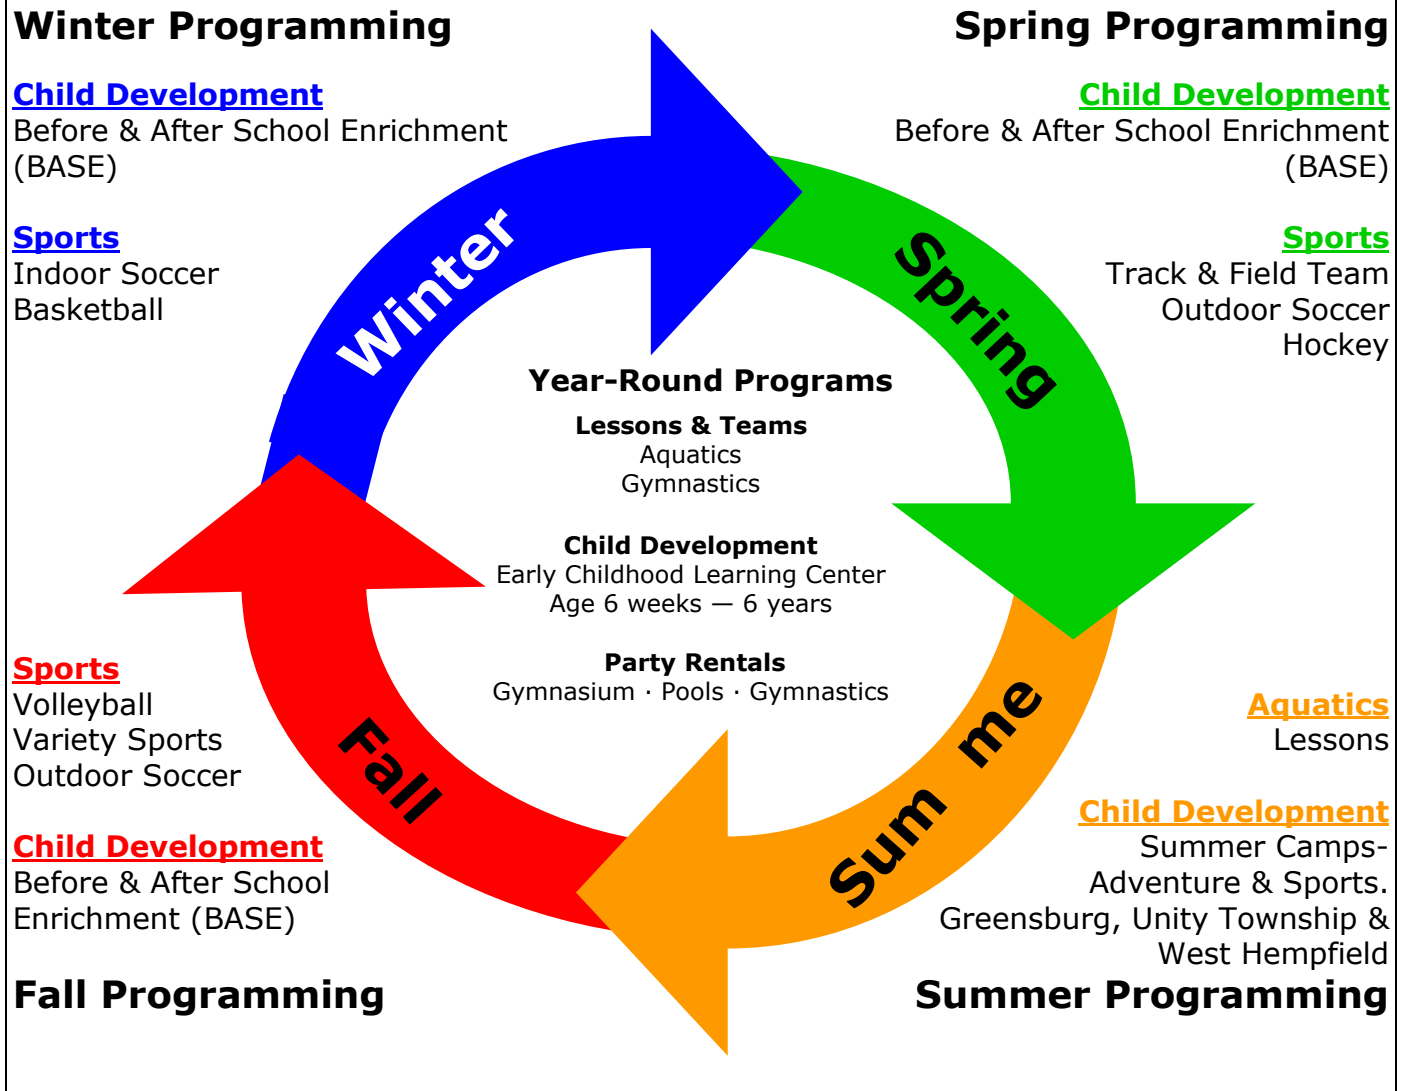 Winter Programming
Child Development
Before & After School Enrichment
(BASE)
Sports
Indoor Soccer
Basketball
Spring Programming
Child Development
Before & After School Enrichment
(BASE)
Sports
Track & Field Team
Outdoor Soccer
Hockey
Winter
Spring
Year-Round Programs
Lessons & Teams
Aquatics
Gymnastics
Child Development
Early Childhood Learning Center
Age 6 weeks — 6 years
Party Rentals
Gymnasium · Pools · Gymnastics
Fall
Sum me
Sports
Volleyball
Variety Sports
Outdoor Soccer
Child Development
Before & After School
Enrichment (BASE)
Fall Programming
Aquatics
Lessons
Child Development
Summer Camps-
Adventure & Sports.
Greensburg, Unity Township &
West Hempfield
Summer Programming